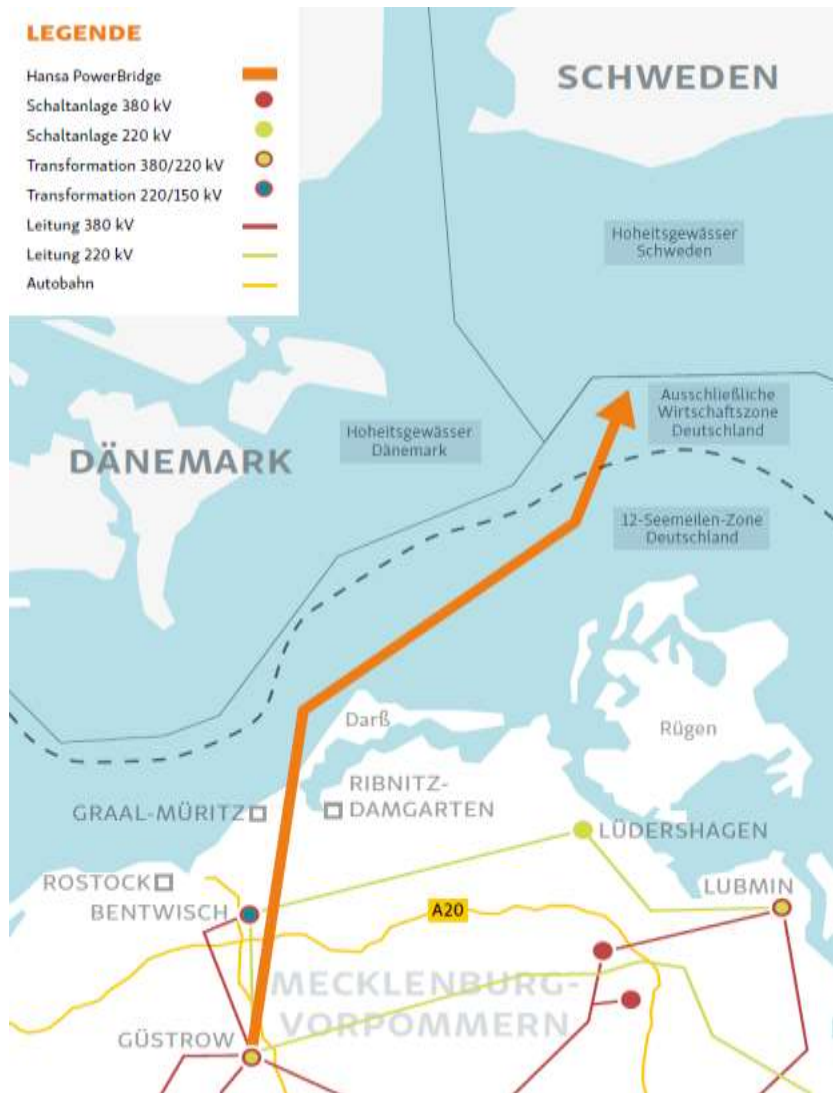 LEGENDE
Hansa PowerBridge
Schaltanlage 380 kV
Schaltanlage 220 kV
Transformation 380/220 kV
Transformation 220/150 kV
Leitung 380 kV
Leitung 220 kV
Autobahn
SCHWEDEN
Hoheitsgewässer
Schweden
Ausschließliche
Wirtschaftszone
Deutschland
Hoheitsgewässer
Dänemark
DÄNEMARK
12-Seemeilen-Zone
Deutschland
Darß
Rügen
GRAAL-MÜRITZ
RIBNITZ-
DAMGARTEN
LÜDERSHAGEN
ROSTOCK
BENTWISCH
LUBMIN
A20
MECKLENBURG-
VORPOMMERN
GÜSTROW